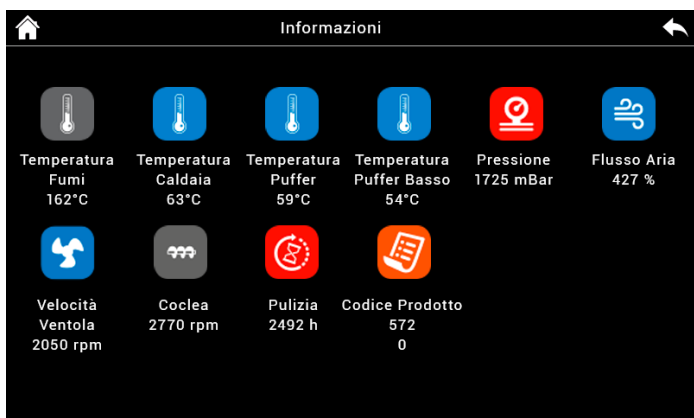 Informazioni
Temperatura
Fumi
162°C
Temperatura
Caldaia
63°C
Temperatura
Puffer
59°C
Temperatura
Puffer Basso
54°C
Pressione
1725 mBar
Flusso Aria
427 %
Velocità
Ventola
2050 rpm
Coclea
2770 rpm
Pulizia
2492 h
Codice Prodotto
572
0